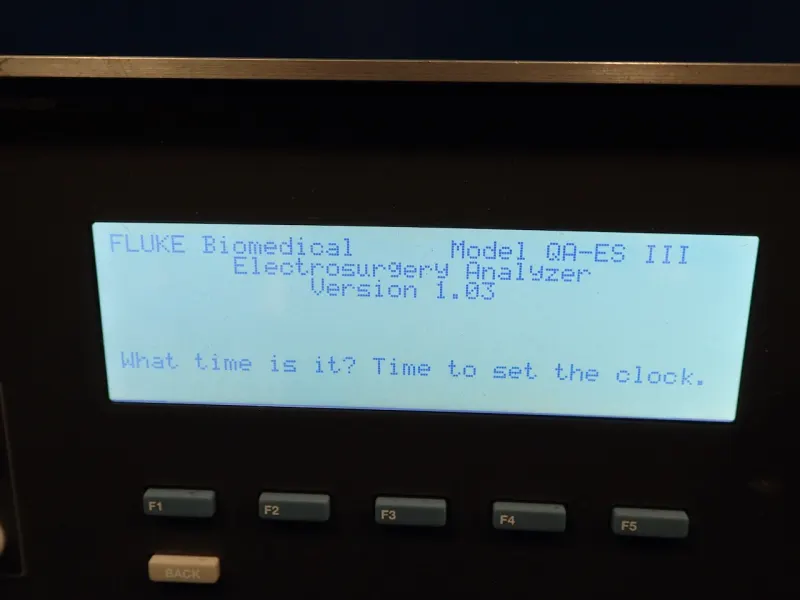 FLUKE Biomedical Model QA-ES III
Electrosurgery Analyzer
Version 1.03
What time is it? Time to set the clock.
F1 F2 F3 F4 F5
BACK